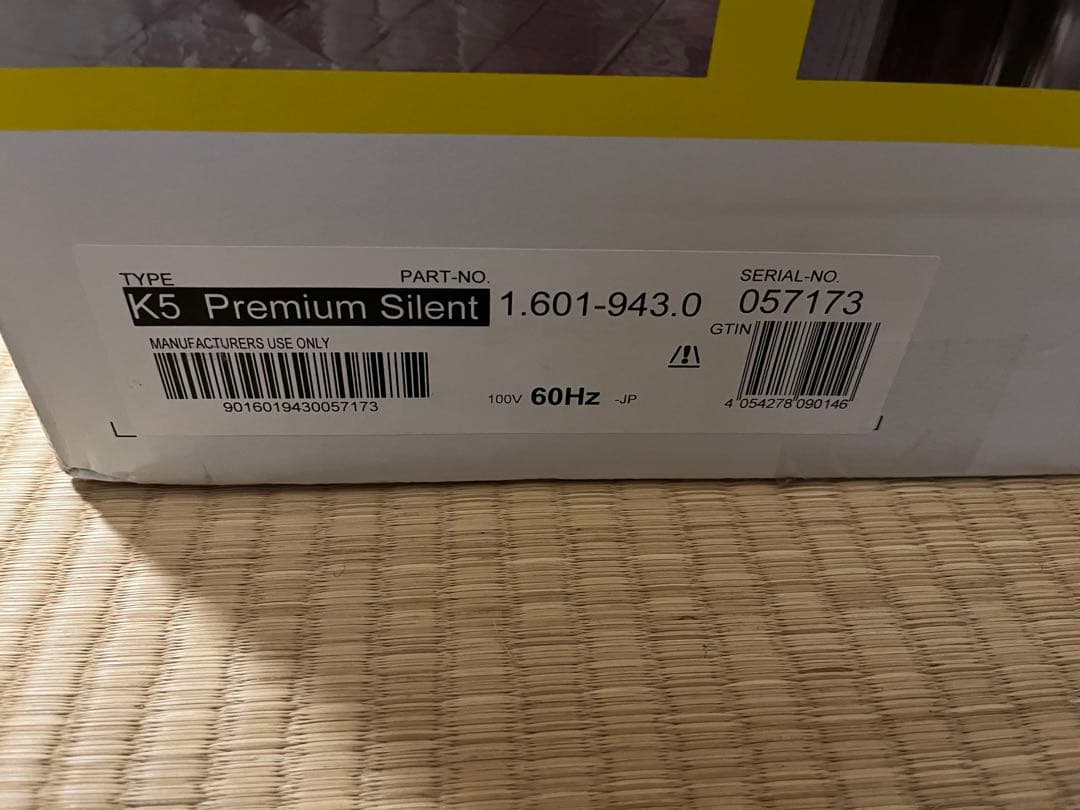 TYPE PART-NO. SERIAL-NO.
K5 Premium Silent 1.601-943.0 057173
MANUFACTURERS USE ONLY GTIN
9016019430057173 100V 60Hz -JP 4 054278 090146